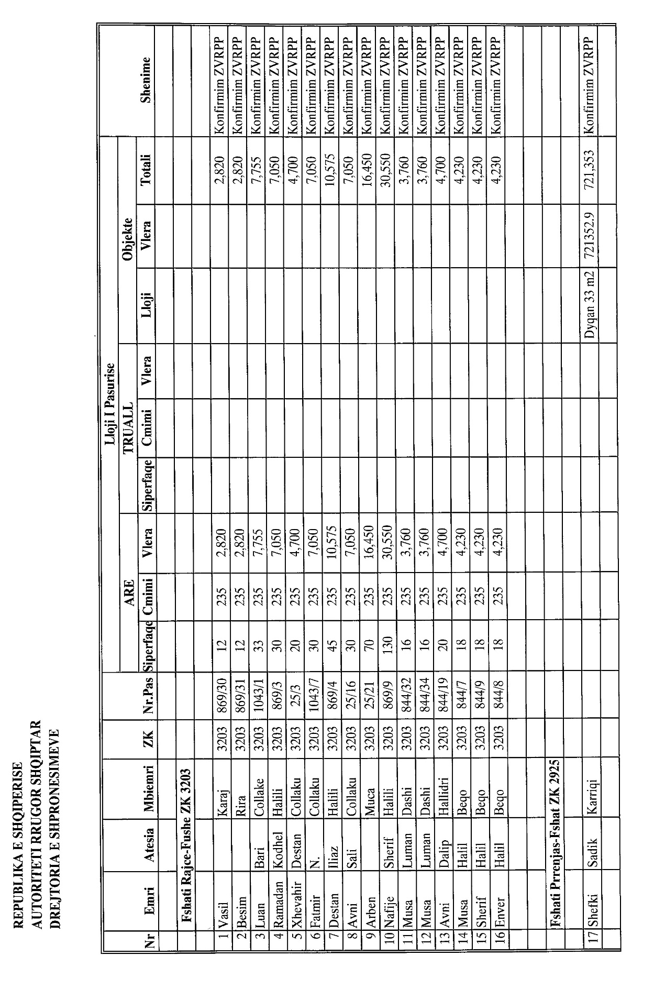 REPUBLIKA E SHQIPERISE
AUTORITETI RRUGOR SHQIPTAR
DREJTORIA E SHPRONESIMEVE
Lloji I Pasurise
ARE TRUALL Objekte
Nr Emri Atesia Mbiemri ZK Nr.Pas Siperfaqe Cmimi Vlera Siperfaqe Cmimi Vlera Lloji Vlera Totali Shenime
Fshati Rajce-Fushe ZK 3203
1 Vasil Karaj 3203 869/30 12 235 2,820 2,820 Konfirmim ZVRPP
2 Besim Rira 3203 869/31 12 235 2,820 2,820 Konfirmim ZVRPP
3 Luan Bari Collake 3203 1043/1 33 235 7,755 7,755 Konfirmim ZVRPP
4 Ramadan Kodhel Halili 3203 869/3 30 235 7,050 7,050 Konfirmim ZVRPP
5 Xhevahir Destan Collaku 3203 25/3 20 235 4,700 4,700 Konfirmim ZVRPP
6 Fatmir N. Collaku 3203 1043/7 30 235 7,050 7,050 Konfirmim ZVRPP
7 Destan Iliaz Halili 3203 869/4 45 235 10,575 10,575 Konfirmim ZVRPP
8 Avni Sali Collaku 3203 25/16 30 235 7,050 7,050 Konfirmim ZVRPP
9 Arben Muca 3203 25/21 70 235 16,450 16,450 Konfirmim ZVRPP
10 Nafije Sherif Halili 3203 869/9 130 235 30,550 30,550 Konfirmim ZVRPP
11 Musa Luman Dashi 3203 844/32 16 235 3,760 3,760 Konfirmim ZVRPP
12 Musa Luman Dashi 3203 844/34 16 235 3,760 3,760 Konfirmim ZVRPP
13 Avni Dalip Hallidri 3203 844/19 20 235 4,700 4,700 Konfirmim ZVRPP
14 Musa Halil Beqo 3203 844/7 18 235 4,230 4,230 Konfirmim ZVRPP
15 Sherif Halil Beqo 3203 844/9 18 235 4,230 4,230 Konfirmim ZVRPP
16 Enver Halil Beqo 3203 844/8 18 235 4,230 4,230 Konfirmim ZVRPP
Fshati Prrenjas-Fshat ZK 2925
17 Shefki Sadik Karriqi Dyqan 33 m2 721352.9 721,353 Konfirmim ZVRPP